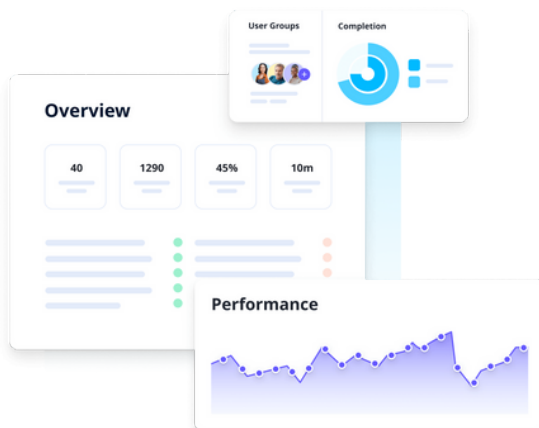 User Groups
Completion
Overview
40
1290
45%
10m
Performance